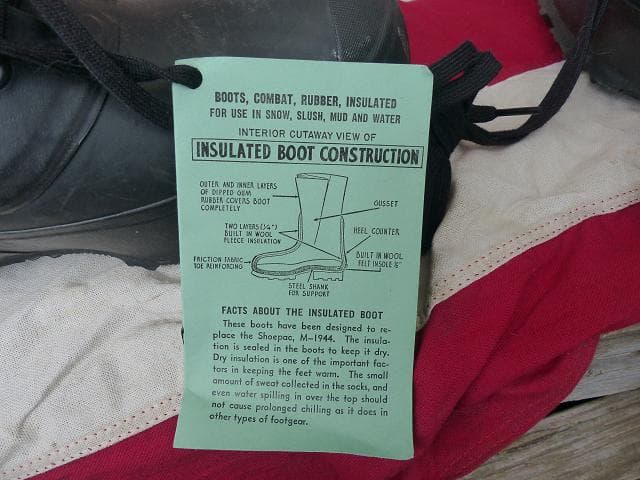 BOOTS, COMBAT, RUBBER, INSULATED
FOR USE IN SNOW, SLUSH, MUD AND WATER
INTERIOR CUTAWAY VIEW OF
INSULATED BOOT CONSTRUCTION
OUTER AND INNER LAYERS
OF DIPPED GUM
RUBBER COVERS BOOT
COMPLETELY
GUSSET
TWO LAYERS (¼")
BUILT IN WOOL
FLEECE INSULATION
HEEL COUNTER
FRICTION FABRIC
TOE REINFORCING
BUILT IN WOOL
FELT INSOLE ½"
STEEL SHANK
FOR SUPPORT
FACTS ABOUT THE INSULATED BOOT
These boots have been designed to re-
place the Shoepac, M-1944. The insula-
tion is sealed in the boots to keep it dry.
Dry insulation is one of the important fac-
tors in keeping the feet warm. The small
amount of sweat collected in the socks, and
even water spilling in over the top should
not cause prolonged chilling as it does in
other types of footgear.